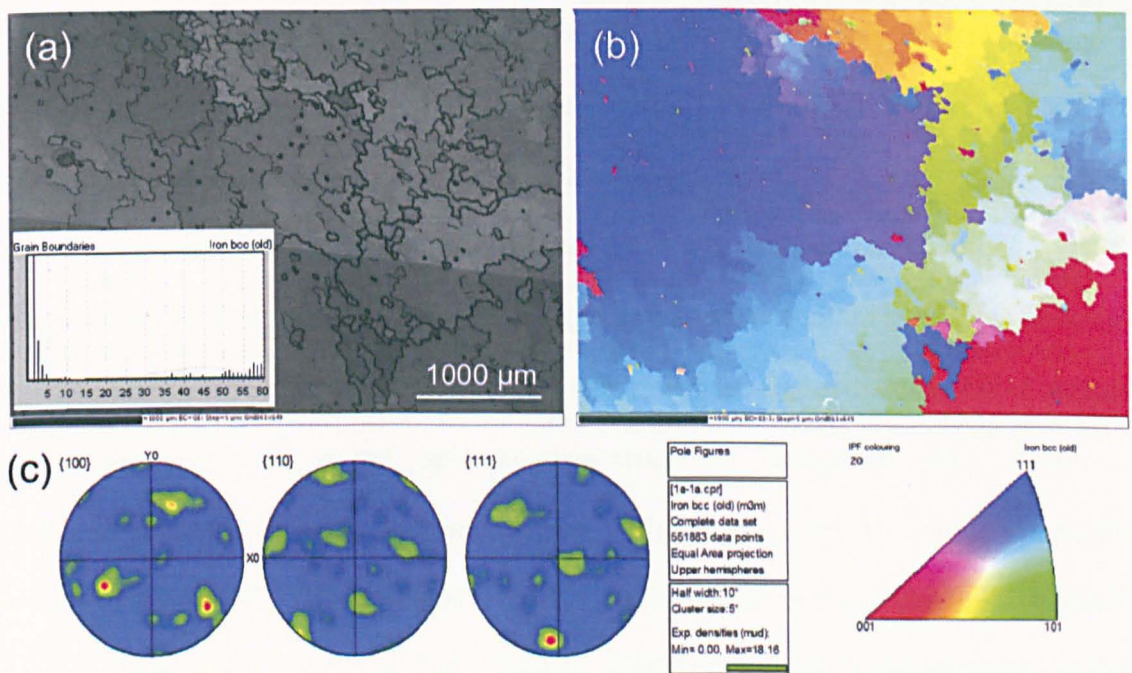 (a)
(b)
Grain Boundaries Iron bcc (old)
5 10 15 20 25 30 35 40 45 50 55 60
1000 µm
(c)
{100} Y0 {110} {111}
X0
Pole Figures
[1a-1a.cpr]
Iron bcc (old) (m3m)
Complete data set
551883 data points
Equal Area projection
Upper hemispheres
Half width:10°
Cluster size:5°
Exp. densities (mud):
Min= 0.00, Max=18.16
IPF colouring Iron bcc (old)
20
111
001
101